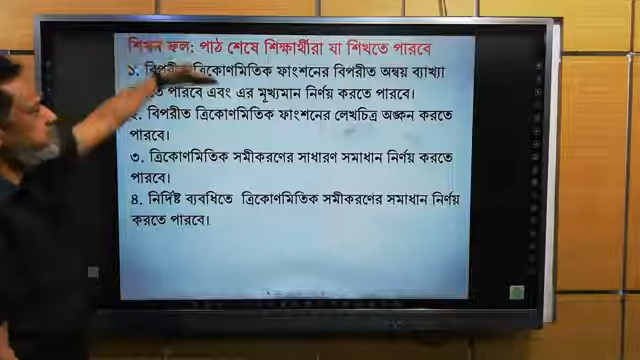 শিখন ফল: পাঠ শেষে শিক্ষার্থীরা যা শিখতে পারবে
১. বিপরীত ত্রিকোণমিতিক ফাংশনের বিপরীত অন্বয় ব্যাখ্যা
পারবে এবং এর মূখ্যমান নির্ণয় করতে পারবে।
২. বিপরীত ত্রিকোণমিতিক ফাংশনের লেখচিত্র অঙ্কন করতে
পারবে।
৩. ত্রিকোণমিতিক সমীকরণের সাধারণ সমাধান নির্ণয় করতে
পারবে।
৪. নির্দিষ্ট ব্যবধিতে ত্রিকোণমিতিক সমীকরণের সমাধান নির্ণয়
করতে পারবে।